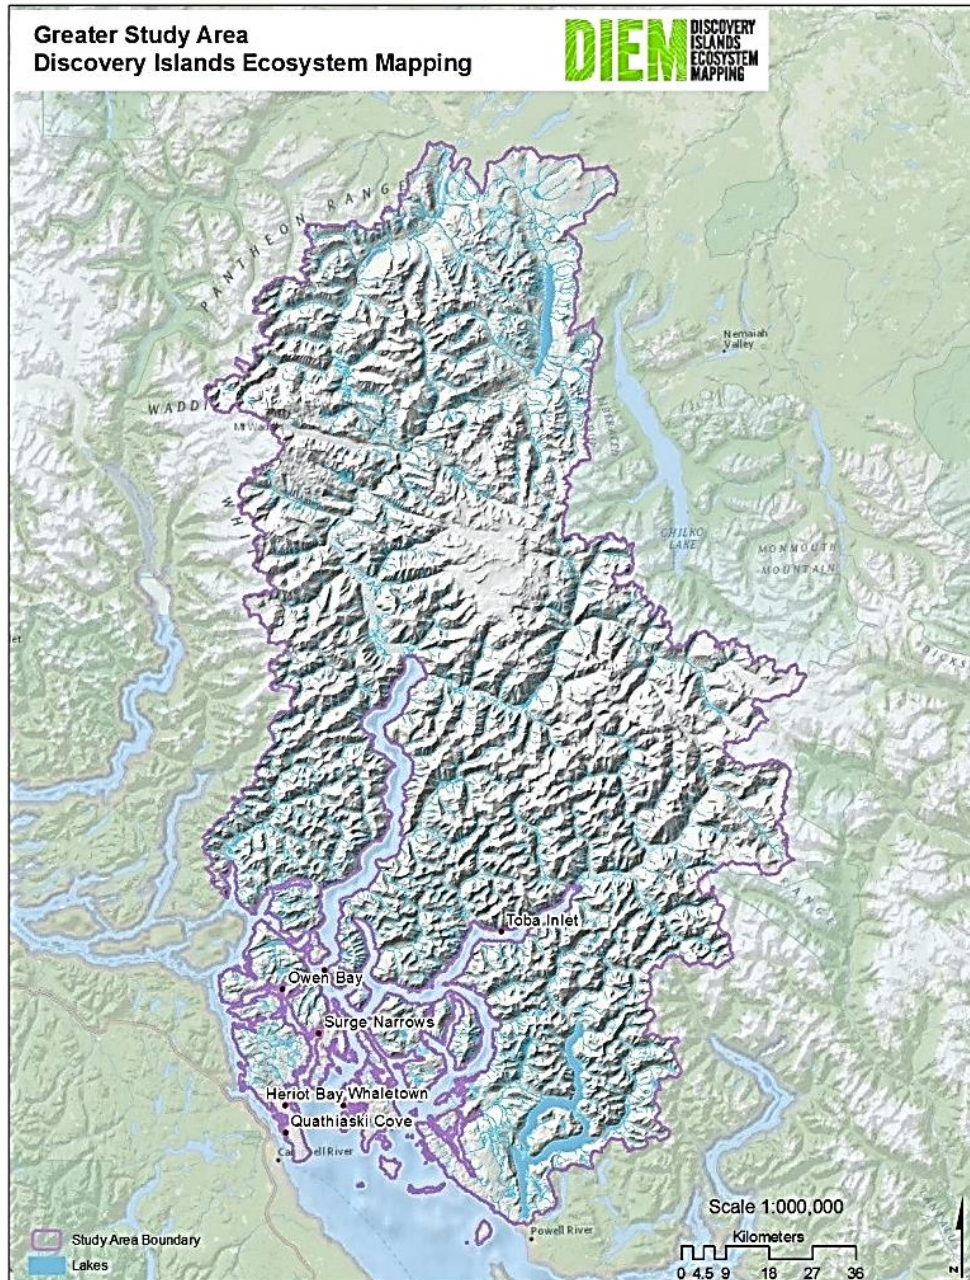 Greater Study Area
Discovery Islands Ecosystem Mapping
DIEM
DISCOVERY
ISLANDS
ECOSYSTEM
MAPPING
PANTHEON RANGE
Nemaiah
Valley
CHILKO
LAKE
MONMOUTH
MOUNTAIN
Toba Inlet
Owen Bay
Surge Narrows
Heriot Bay Whaletown
Quathiaski Cove
Powell River
Scale 1:000,000
Kilometers
0 4.5 9 18 27 36
Study Area Boundary
Lakes
N